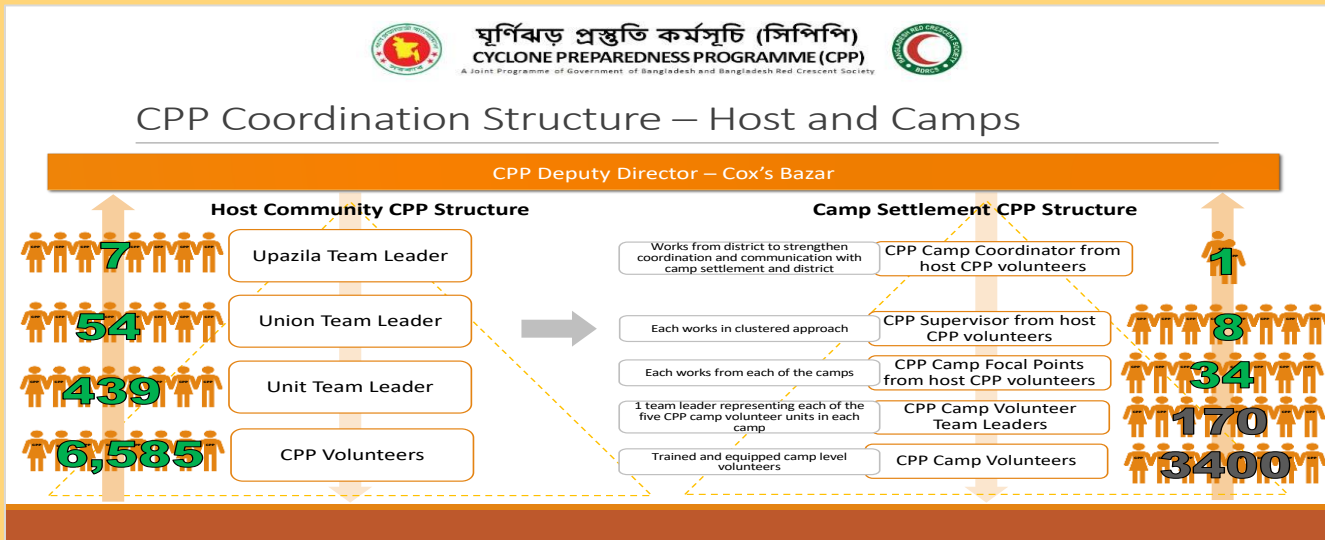 ঘূর্ণিঝড় প্রস্তুতি কর্মসূচি (সিপিপি)
CYCLONE PREPAREDNESS PROGRAMME (CPP)
A Joint Programme of Government of Bangladesh and Bangladesh Red Crescent Society
CPP Coordination Structure – Host and Camps
CPP Deputy Director – Cox's Bazar
Host Community CPP Structure
7
Upazila Team Leader
54
Union Team Leader
439
Unit Team Leader
6,585
CPP Volunteers
Camp Settlement CPP Structure
Works from district to strengthen
coordination and communication with
camp settlement and district
CPP Camp Coordinator from
host CPP volunteers
1
Each works in clustered approach
CPP Supervisor from host
CPP volunteers
8
Each works from each of the camps
CPP Camp Focal Points
from host CPP volunteers
34
1 team leader representing each of the
five CPP camp volunteer units in each
camp
CPP Camp Volunteer
Team Leaders
170
Trained and equipped camp level
volunteers
CPP Camp Volunteers
3400